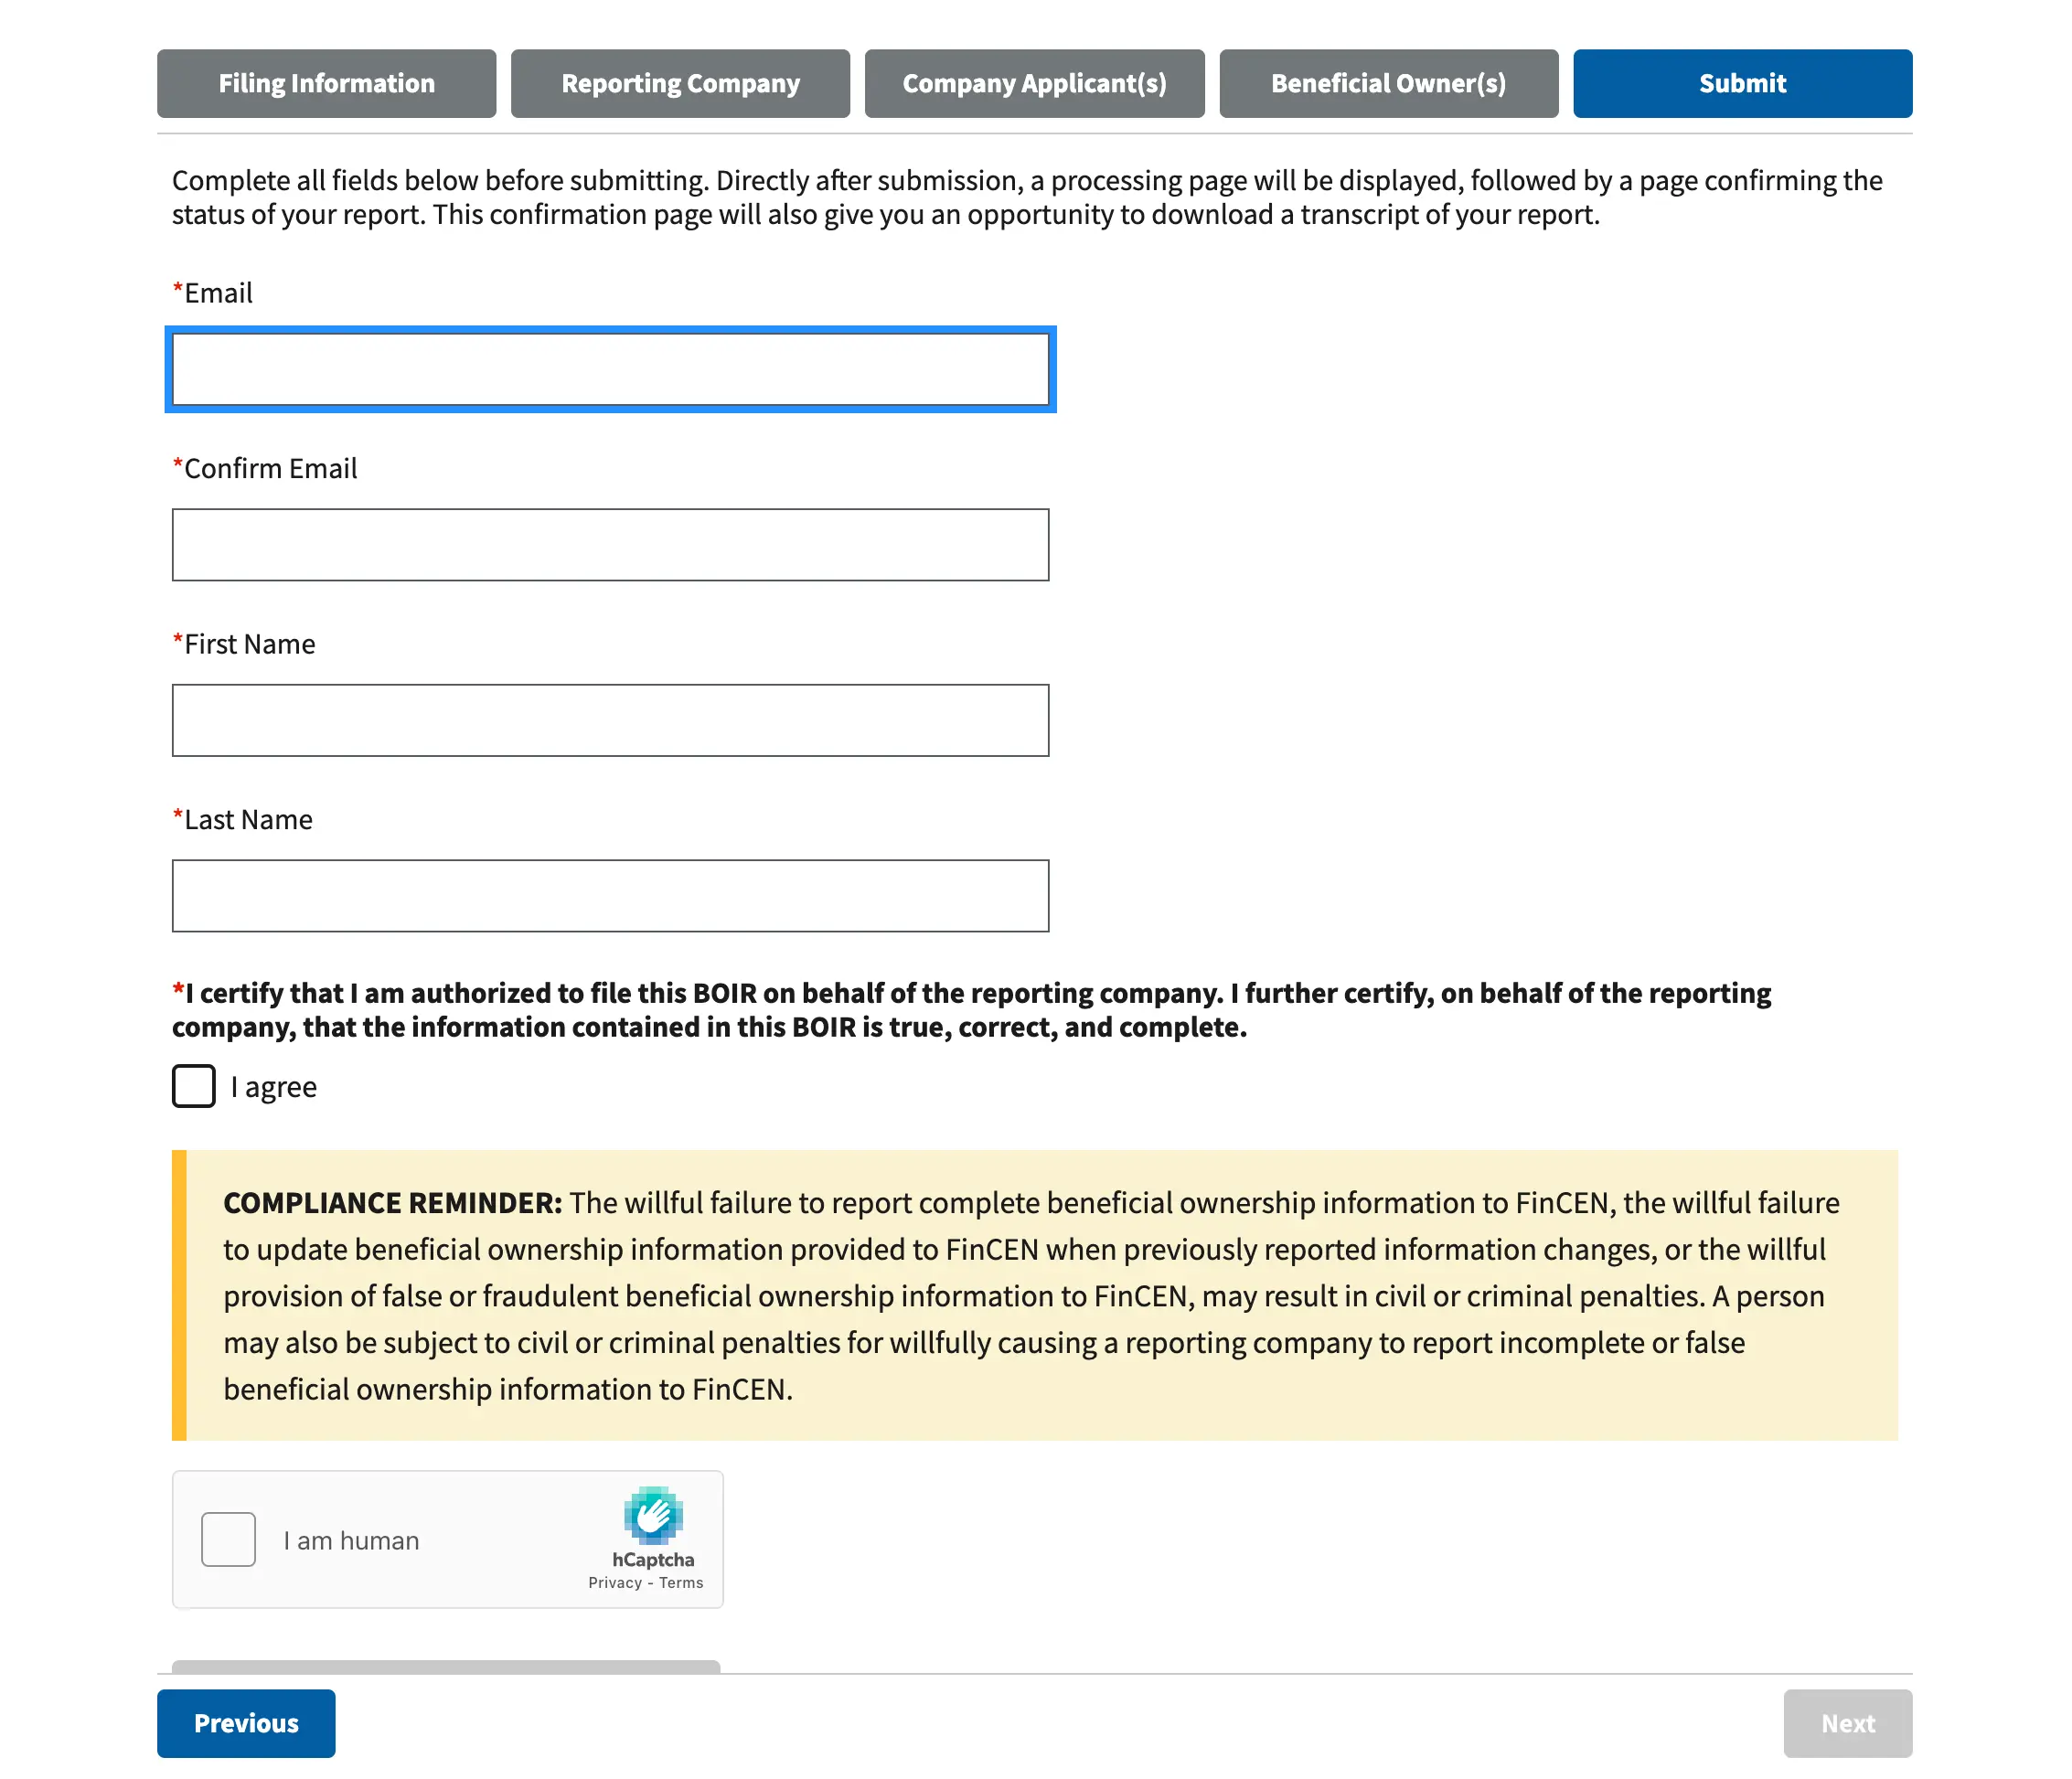 Filing Information
Reporting Company
Company Applicant(s)
Beneficial Owner(s)
Submit
Complete all fields below before submitting. Directly after submission, a processing page will be displayed, followed by a page confirming the
status of your report. This confirmation page will also give you an opportunity to download a transcript of your report.
*Email
*Confirm Email
*First Name
*Last Name
*I certify that I am authorized to file this BOIR on behalf of the reporting company. I further certify, on behalf of the reporting
company, that the information contained in this BOIR is true, correct, and complete.
I agree
COMPLIANCE REMINDER: The willful failure to report complete beneficial ownership information to FinCEN, the willful failure
to update beneficial ownership information provided to FinCEN when previously reported information changes, or the willful
provision of false or fraudulent beneficial ownership information to FinCEN, may result in civil or criminal penalties. A person
may also be subject to civil or criminal penalties for willfully causing a reporting company to report incomplete or false
beneficial ownership information to FinCEN.
I am human
hCaptcha
Privacy - Terms
Previous
Next